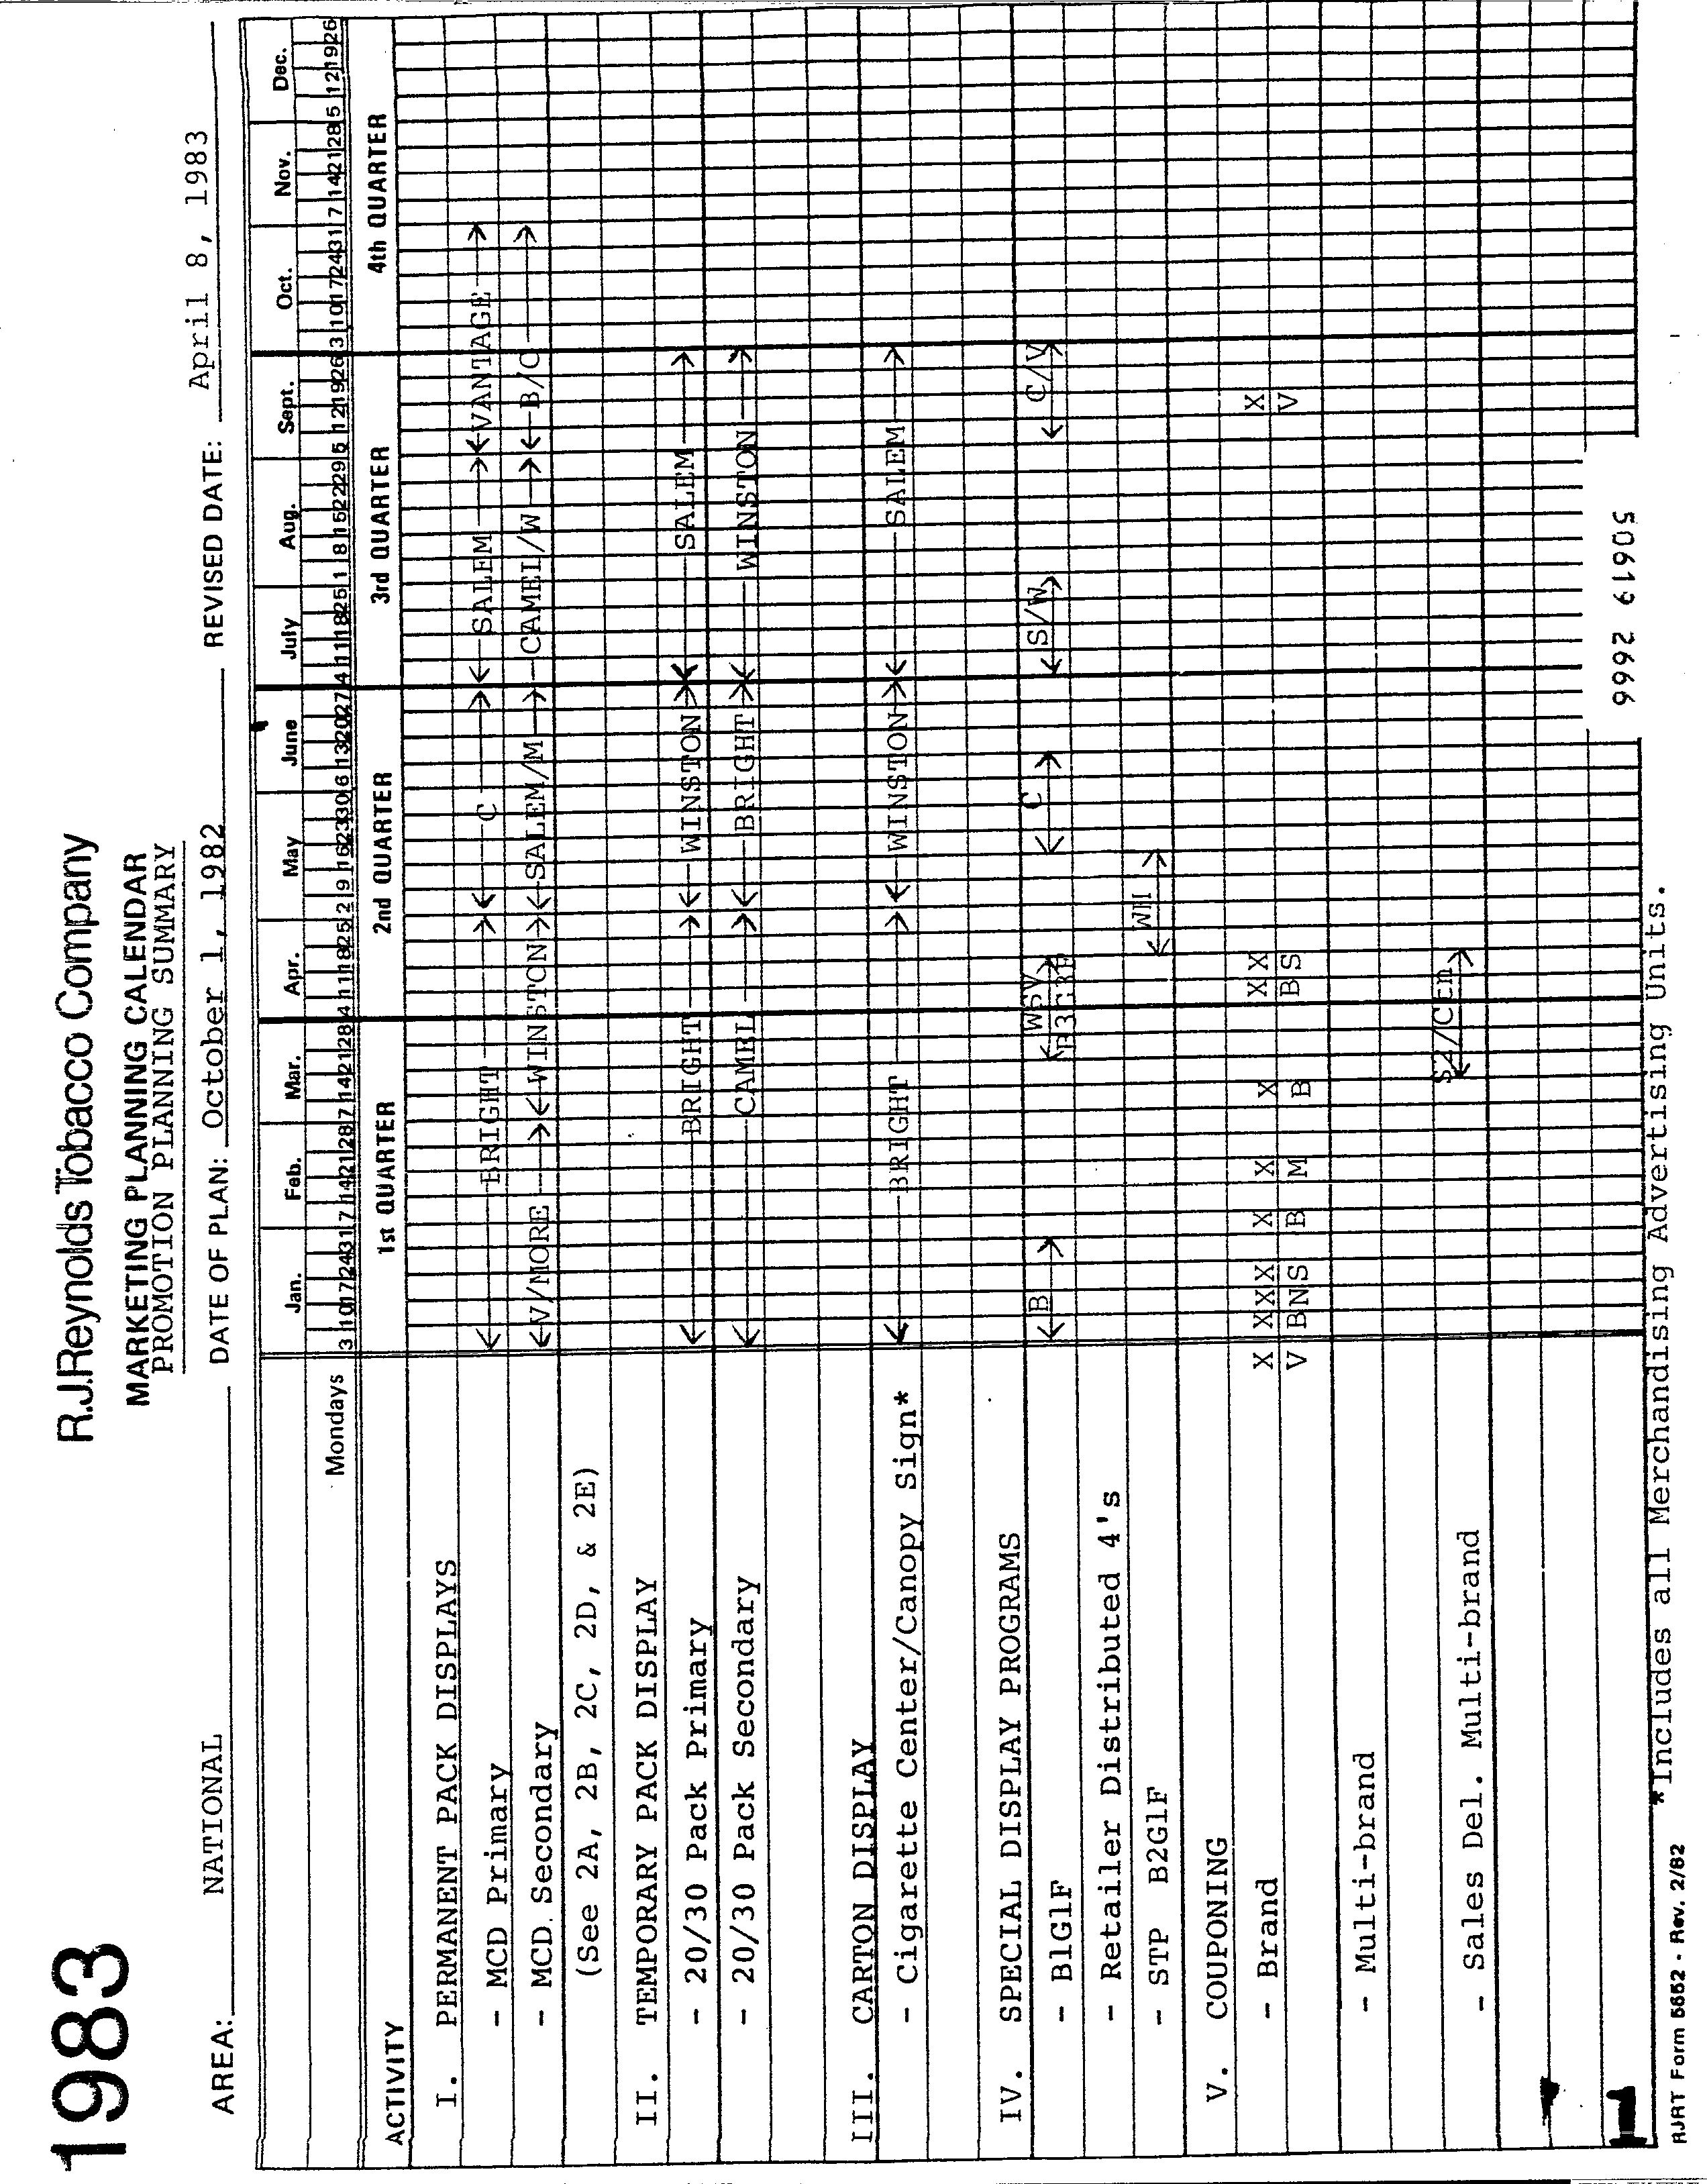 1983
R.J.Reynolds Tobacco Company
MARKETING PLANNING CALENDAR
PROMOTION PLANNING SUMMARY
AREA: NATIONAL DATE OF PLAN: October 1, 1982 REVISED DATE: April 8, 1983
Jan. Feb. Mar. Apr. May June July Aug. Sept. Oct. Nov. Dec.
Mondays 3 10 17 24 31 7 14 21 28 7 14 21 28 4 11 18 25 2 9 16 23 30 6 13 20 27 4 11 18 25 1 8 15 22 29 5 12 19 26 3 10 17 24 31 7 14 21 28 5 12 19 26
ACTIVITY 1st QUARTER 2nd QUARTER 3rd QUARTER 4th QUARTER
I. PERMANENT PACK DISPLAYS
- MCD Primary BRIGHT C SALEM VANTAGE
- MCD Secondary V/MORE WINSTON SALEM/M CAMEL/W B/C
(See 2A, 2B, 2C, 2D, & 2E)
II. TEMPORARY PACK DISPLAY
- 20/30 Pack Primary BRIGHT WINSTON SALEM
- 20/30 Pack Secondary CAMEL BRIGHT WINSTON
III. CARTON DISPLAY
- Cigarette Center/Canopy Sign* BRIGHT WINSTON SALEM
IV. SPECIAL DISPLAY PROGRAMS
- B1G1F B WSV C S/W C/V
- Retailer Distributed 4's
- STP B2G1F WH
V. COUPONING
- Brand X XXX X X X XX X
V BNS B M B BS V
- Multi-brand
- Sales Del. Multi-brand $2/Ctn
1
*Includes all Merchandising Advertising Units.
RJRT Form 5652 - Rev. 2/82
50619 2666